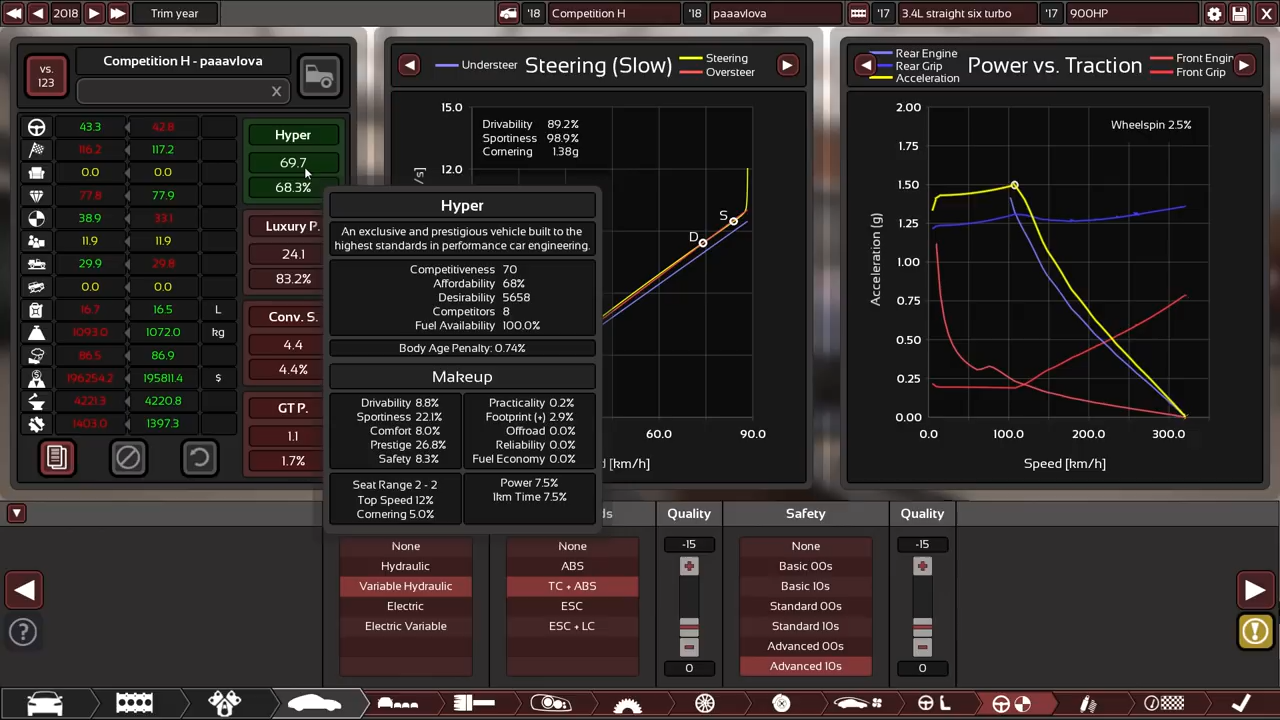 2018
Trim year
'18
Competition H
'18
paaavlova
'17
3.4L straight six turbo
'17
900HP
vs.
123
Competition H - paaavlova
X
43.3 42.8
116.2 117.2
0.0 0.0
77.8 77.9
38.9 33.1
11.9 11.9
29.9 29.8
0.0 0.0
16.7 16.5 L
1093.0 1072.0 kg
86.5 86.9
196254.2 195811.4 $
4221.3 4220.8
1403.0 1397.3
Hyper
69.7
68.3%
Luxury P.
24.1
83.2%
Conv. S.
4.4
4.4%
GT P.
1.1
1.7%
Understeer
Steering (Slow)
Steering
Oversteer
15.0
12.0
Drivability 89.2%
Sportiness 98.9%
Cornering 1.38g
S
D
60.0 90.0
[km/h]
Rear Engine
Rear Grip
Acceleration
Power vs. Traction
Front Engin
Front Grip
Wheelspin 2.5%
2.00
1.75
1.50
1.25
1.00
0.75
0.50
0.25
0.00
Acceleration (g)
0.0 100.0 200.0 300.0
Speed [km/h]
Hyper
An exclusive and prestigious vehicle built to the
highest standards in performance car engineering.
Competitiveness 70
Affordability 68%
Desirability 5658
Competitors 8
Fuel Availability 100.0%
Body Age Penalty: 0.74%
Makeup
Drivability 8.8%
Sportiness 22.1%
Comfort 8.0%
Prestige 26.8%
Safety 8.3%
Practicality 0.2%
Footprint (+) 2.9%
Offroad 0.0%
Reliability 0.0%
Fuel Economy 0.0%
Seat Range 2 - 2
Top Speed 12%
Cornering 5.0%
Power 7.5%
1km Time 7.5%
Quality
Safety
Quality
None
Hydraulic
Variable Hydraulic
Electric
Electric Variable
None
ABS
TC + ABS
ESC
ESC + LC
-15
0
None
Basic 00s
Basic 10s
Standard 00s
Standard 10s
Advanced 00s
Advanced 10s
-15
0